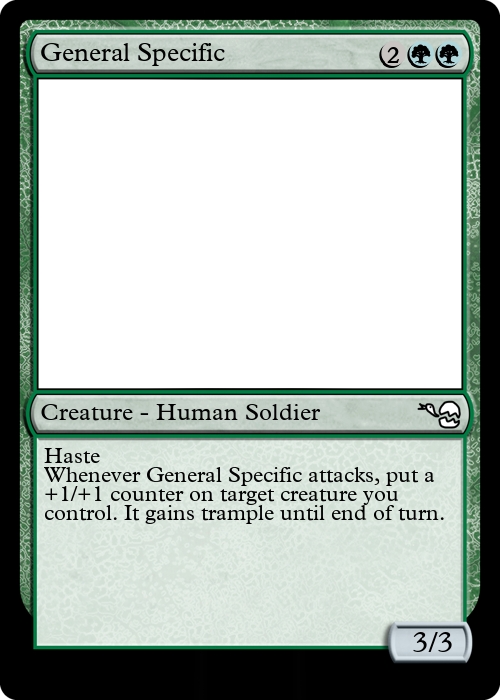 General Specific 2
Creature - Human Soldier
Haste
Whenever General Specific attacks, put a
+1/+1 counter on target creature you
control. It gains trample until end of turn.
3/3